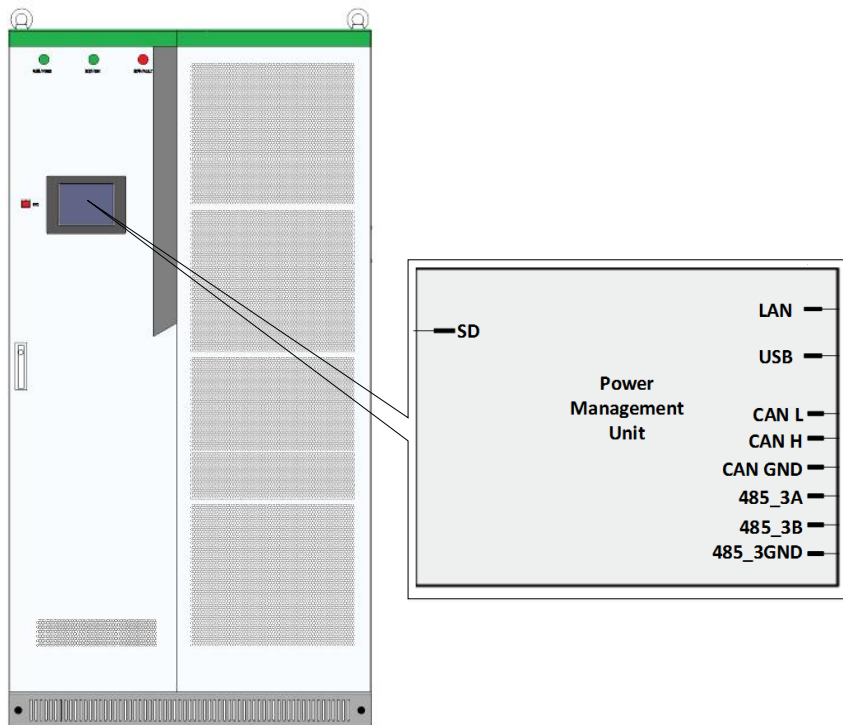 SD
LAN
USB
Power
Management
Unit
CAN L
CAN H
CAN GND
485_3A
485_3B
485_3GND